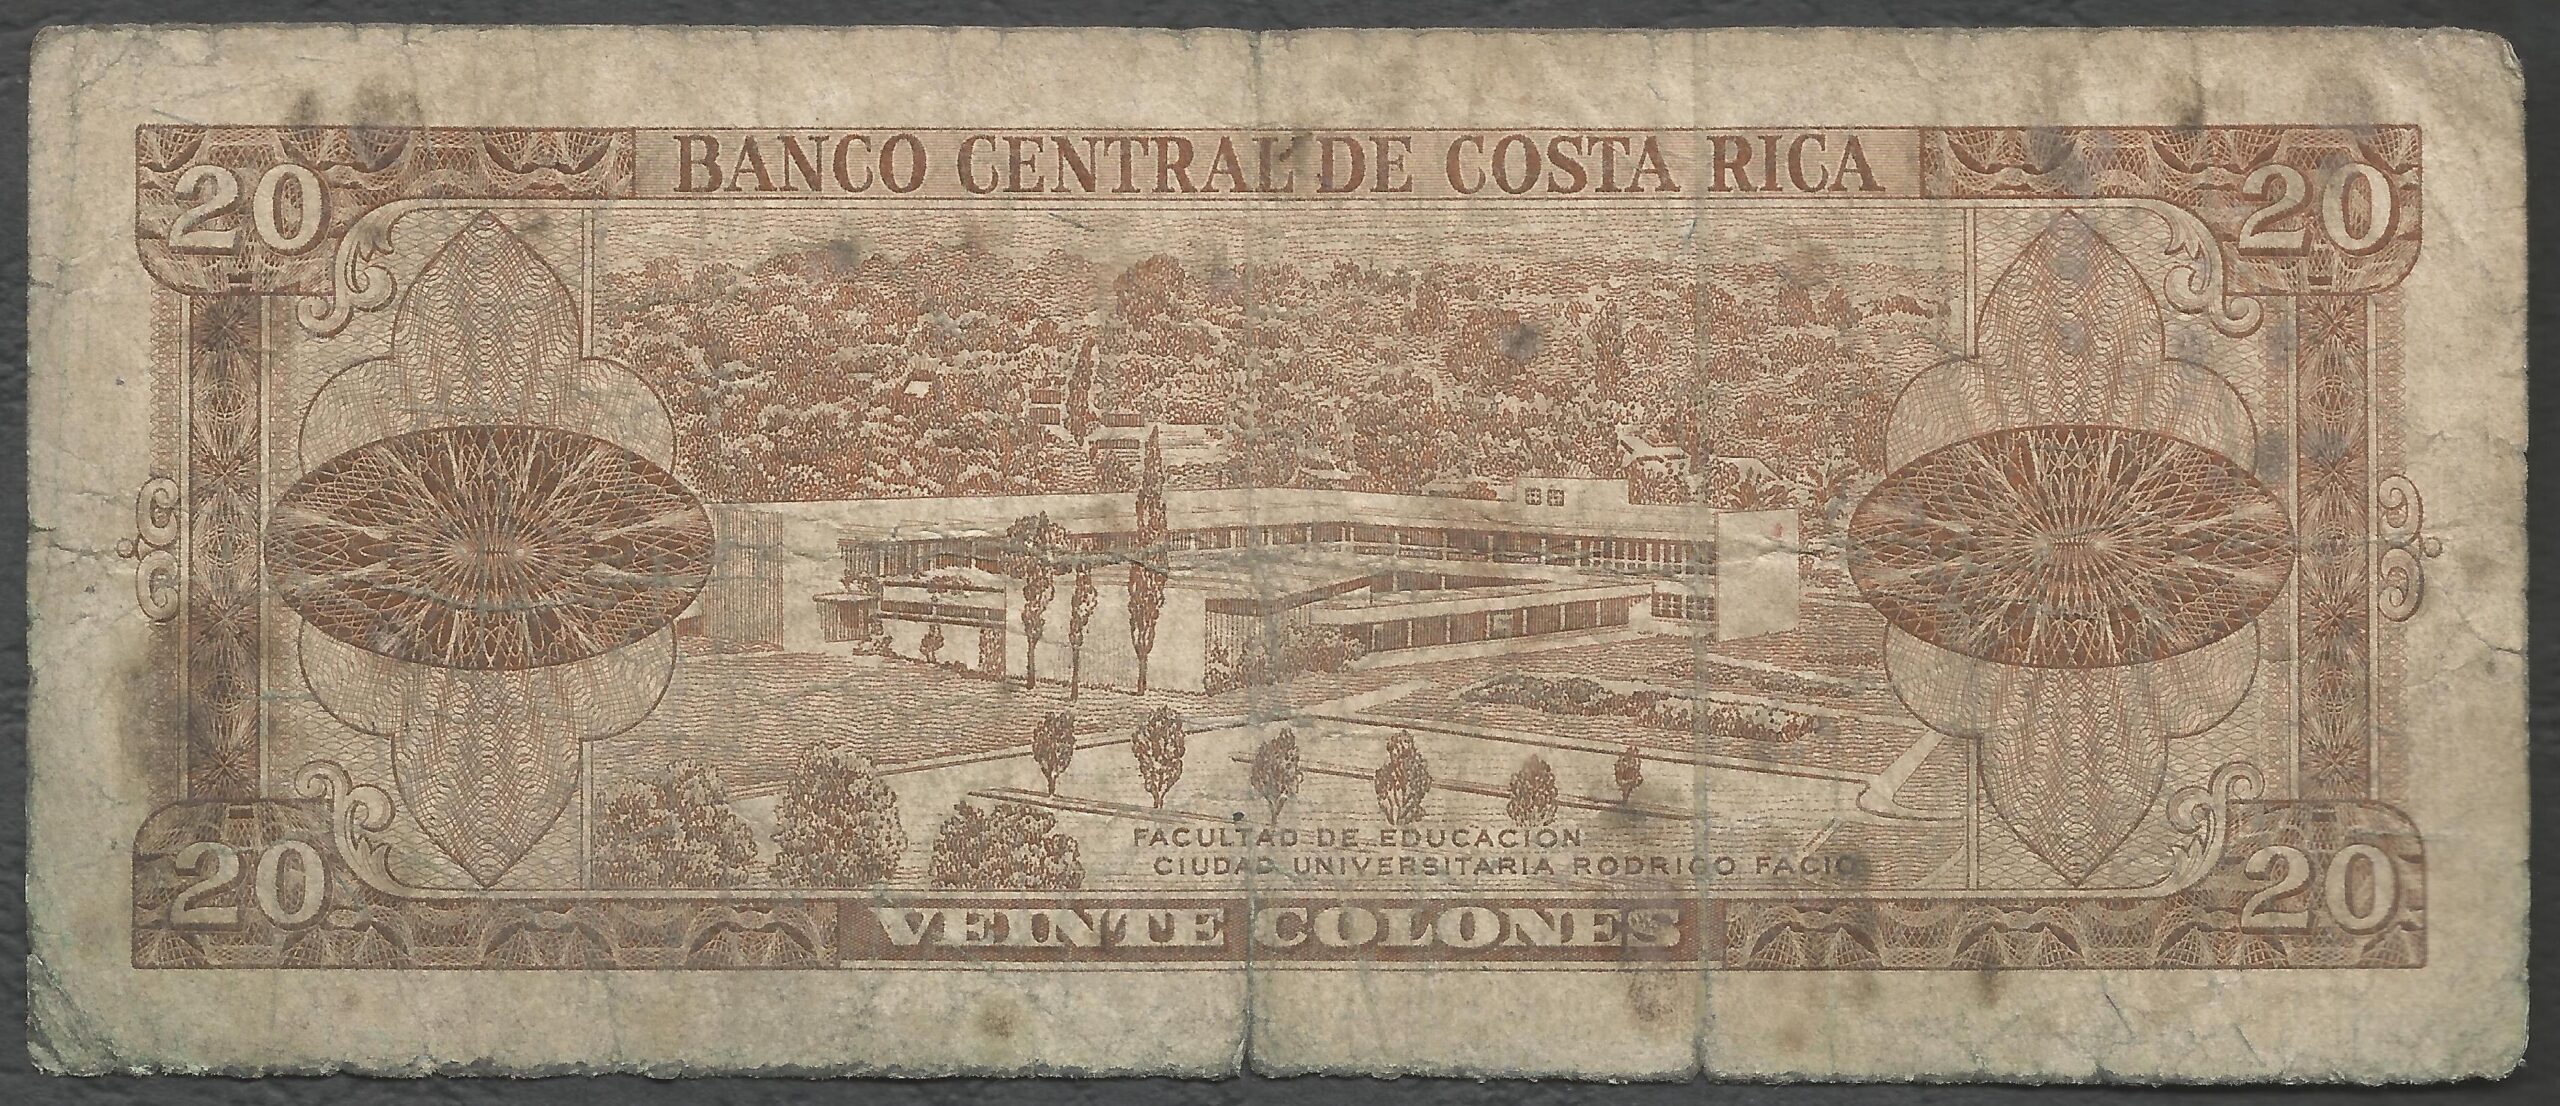 BANCO CENTRAL DE COSTA RICA
20 20
FACULTAD DE EDUCACION
CIUDAD UNIVERSITARIA RODRIGO FACIO
20 20
VEINTE COLONES